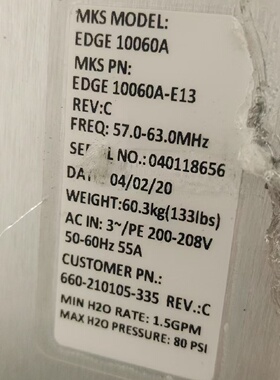 MKS MODEL:
EDGE 10060A
MKS PN:
EDGE 10060A-E13
REV:C
FREQ: 57.0-63.0MHz
SE NO.: 040118656
DAT 04/02/20
WEIGHT:60.3kg(133lbs)
AC IN: 3~/PE 200-208V
50-60Hz 55A
CUSTOMER PN.:
660-210105-335 REV.:C
MIN H2O RATE: 1.5GPM
MAX H2O PRESSURE: 80 PSI